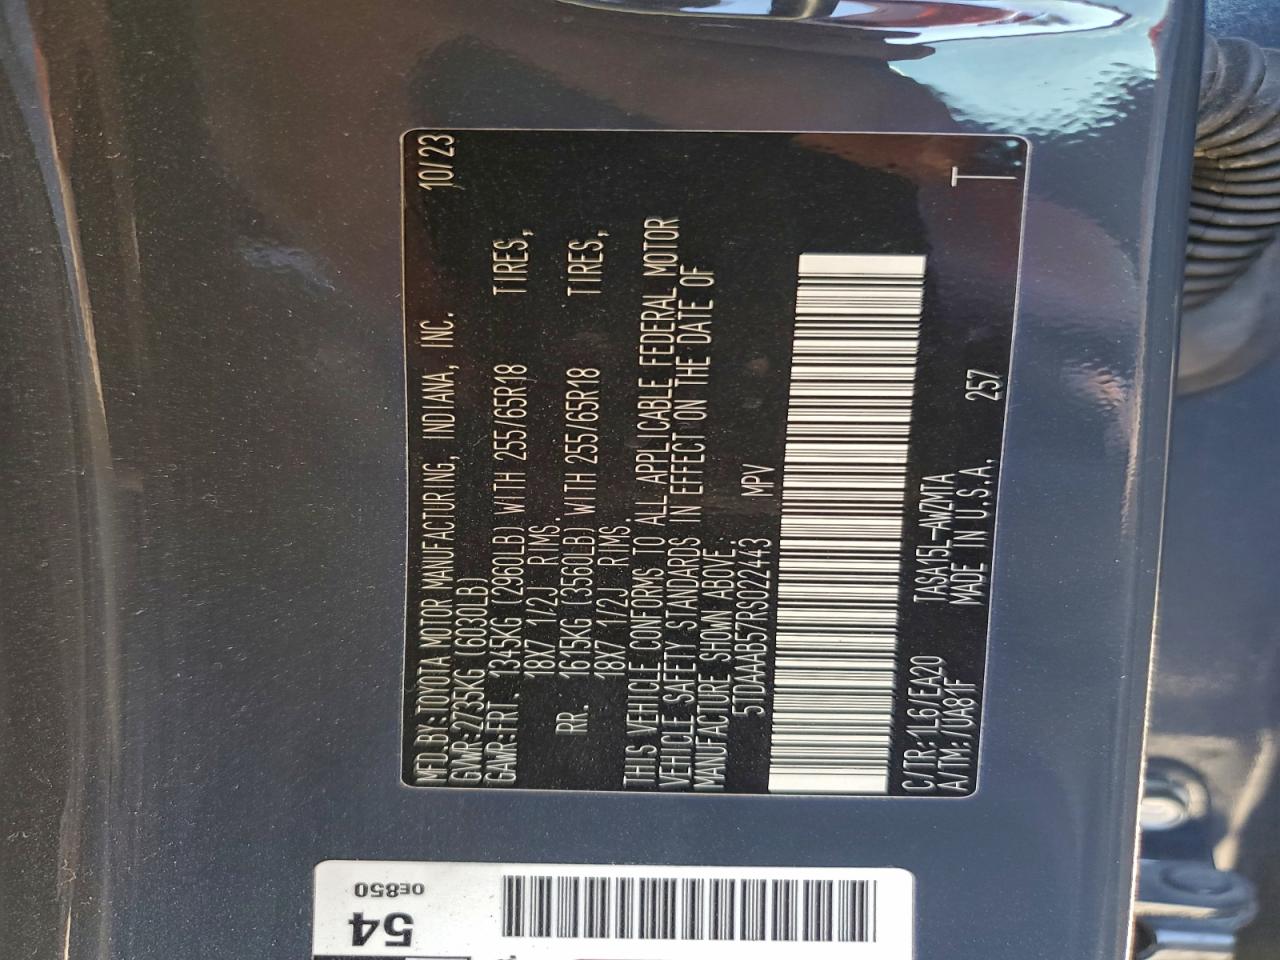 MFD.BY:TOYOTA MOTOR MANUFACTURING, INDIANA, INC. 10/23
GVWR:2735KG (6030LB)
GAWR:FRT. 1345KG (2960LB) WITH 255/65R18 TIRES,
18X7 1/2J RIMS.
RR. 1615KG (3560LB) WITH 255/65R18 TIRES,
18X7 1/2J RIMS.
THIS VEHICLE CONFORMS TO ALL APPLICABLE FEDERAL MOTOR
VEHICLE SAFETY STANDARDS IN EFFECT ON THE DATE OF
MANUFACTURE SHOWN ABOVE.
5TDAAAB57RS022443 MPV
C/TR:1L6/EA20 TASA15L-AWZMTA
A/TM:/UA81F MADE IN U.S.A. 257 T
54
0E850